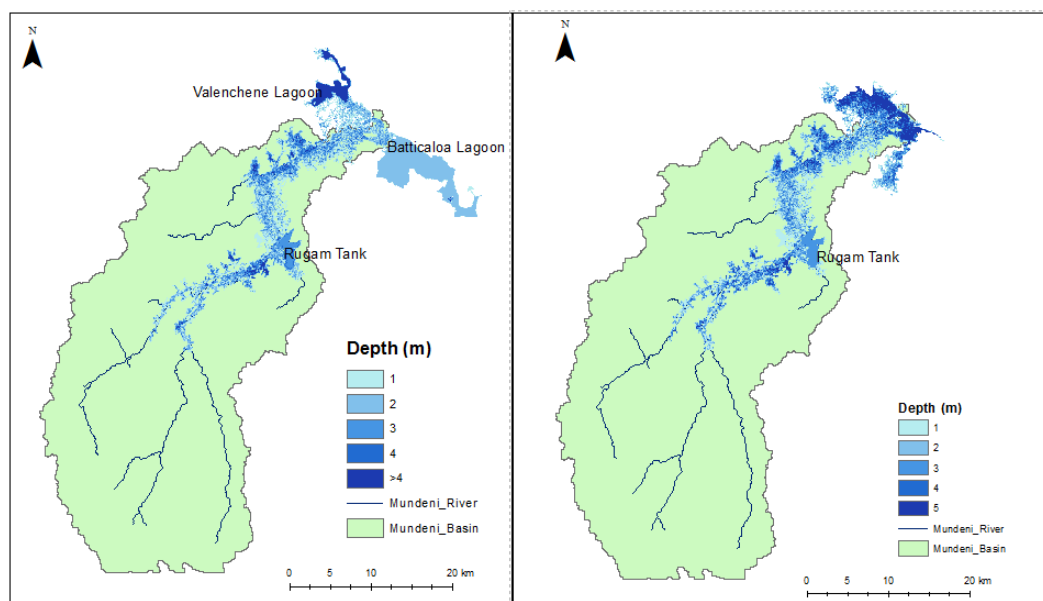 N
Valenchene Lagoon
Batticaloa Lagoon
Rugam Tank
Depth (m)
1
2
3
4
>4
Mundeni_River
Mundeni_Basin
0 5 10 20 km
N
Rugam Tank
Depth (m)
1
2
3
4
5
Mundeni_River
Mundeni_Basin
0 5 10 20 km